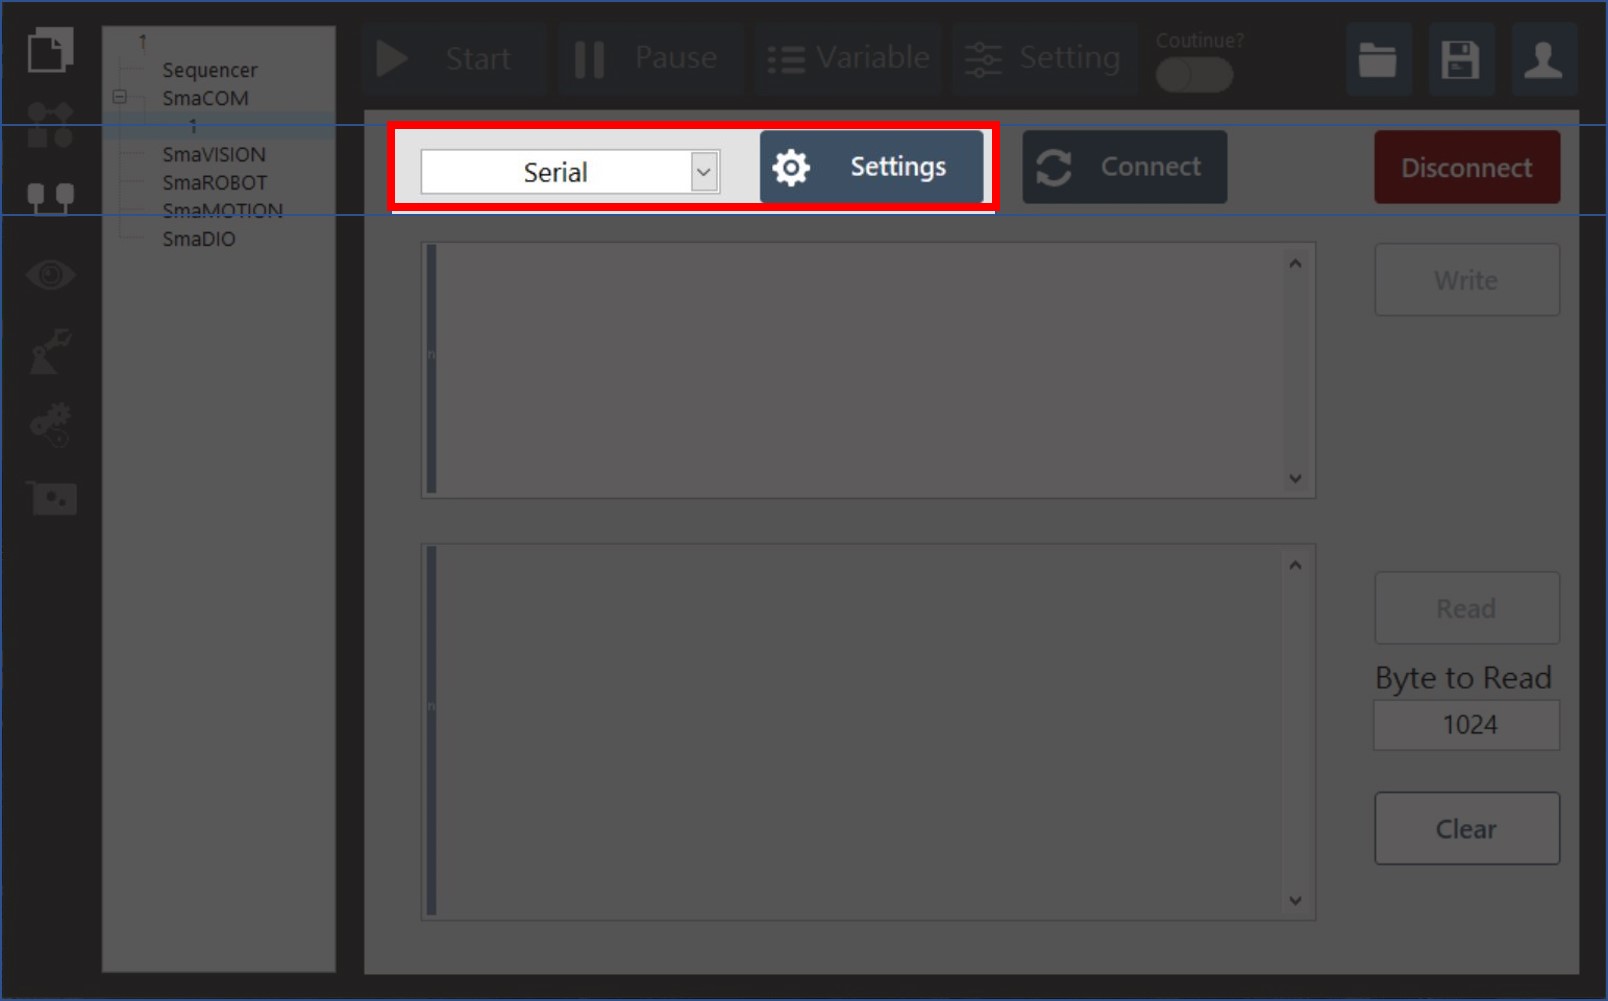 1
Sequencer
SmaCOM
1
SmaVISION
SmaROBOT
SmaMOTION
SmaDIO
Start
Pause
Variable
Setting
Coutinue?
Serial
Settings
Connect
Disconnect
Write
Read
Byte to Read
1024
Clear